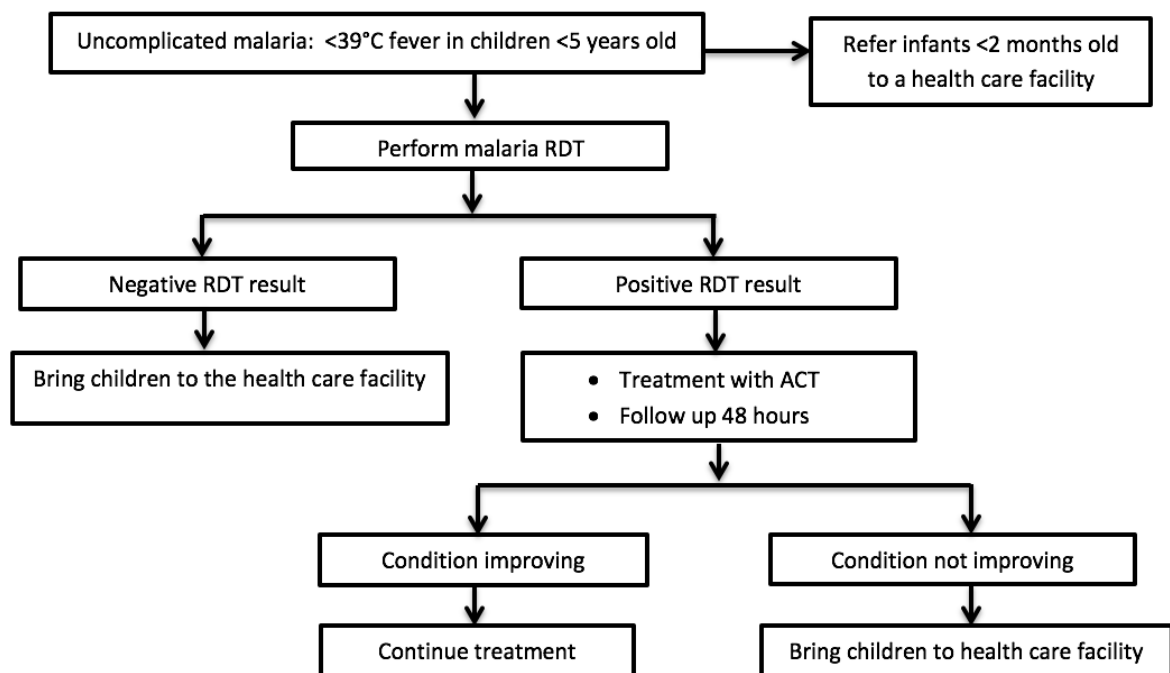 Uncomplicated malaria: <39°C fever in children <5 years old
Refer infants <2 months old
to a health care facility
Perform malaria RDT
Negative RDT result
Positive RDT result
Bring children to the health care facility
• Treatment with ACT
• Follow up 48 hours
Condition improving
Condition not improving
Continue treatment
Bring children to health care facility